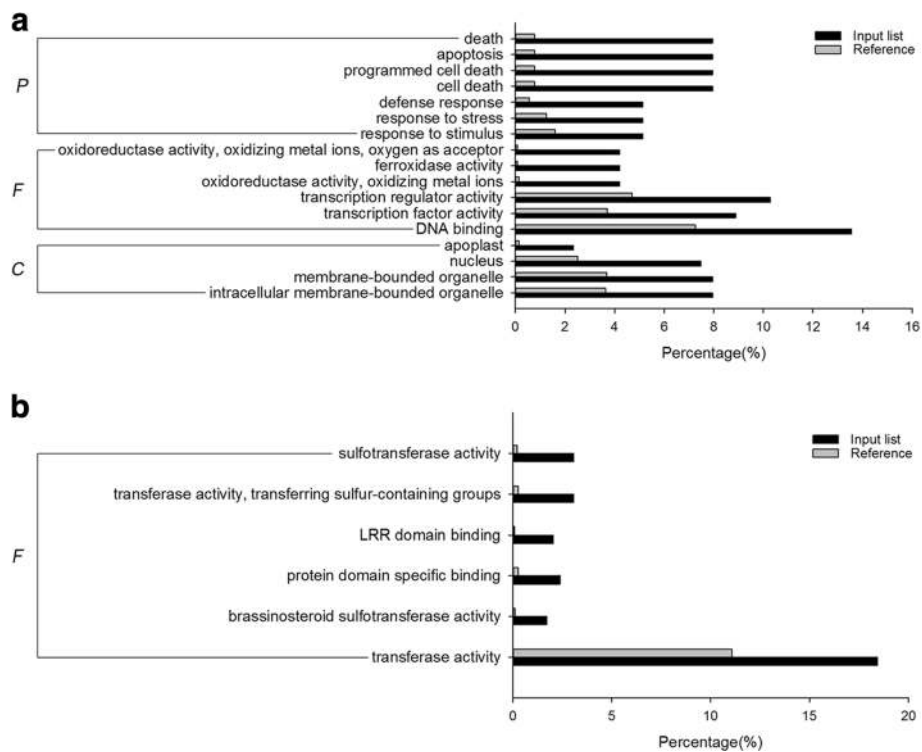 a
death
Input list
apoptosis
Reference
programmed cell death
P
cell death
defense response
response to stress
response to stimulus
oxidoreductase activity, oxidizing metal ions, oxygen as acceptor
ferroxidase activity
oxidoreductase activity, oxidizing metal ions
F
transcription regulator activity
transcription factor activity
DNA binding
apoplast
C
nucleus
membrane-bounded organelle
intracellular membrane-bounded organelle
0 2 4 6 8 10 12 14 16
Percentage(%)
b
Input list
sulfotransferase activity
Reference
transferase activity, transferring sulfur-containing groups
LRR domain binding
F
protein domain specific binding
brassinosteroid sulfotransferase activity
transferase activity
0 5 10 15 20
Percentage(%)